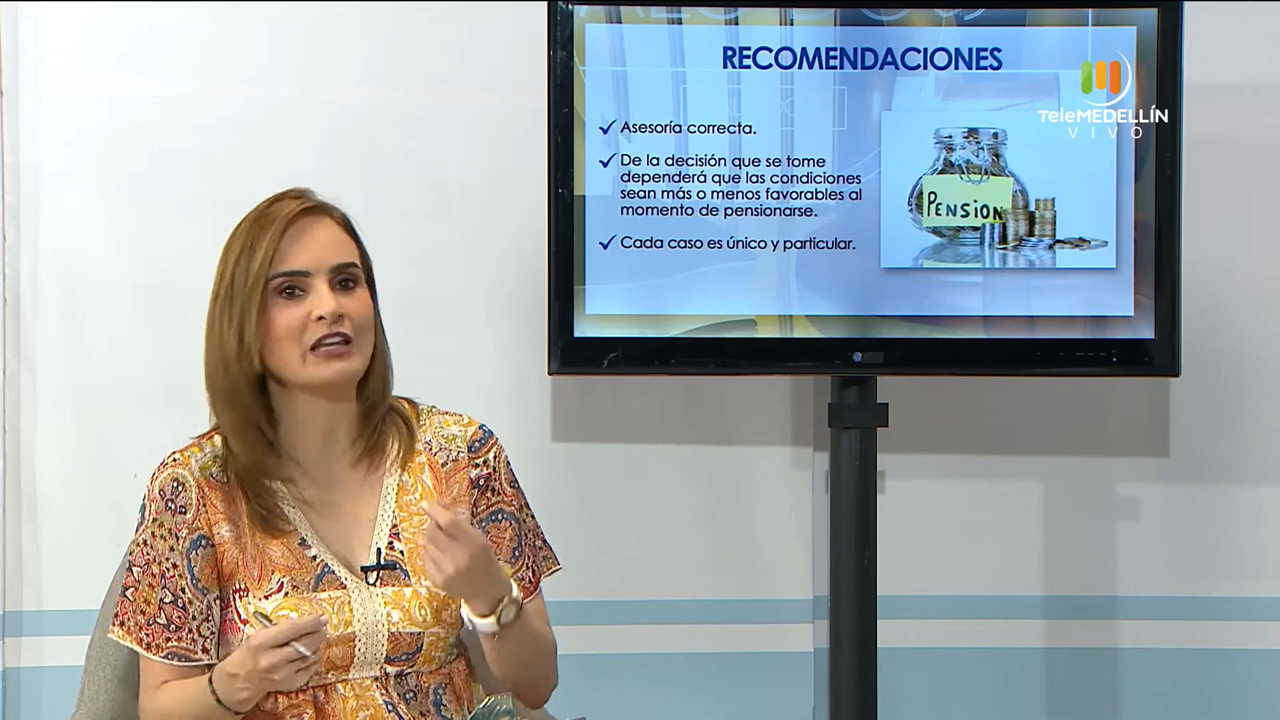 RECOMENDACIONES
TeleMEDELLÍN
VIVO
✓ Asesoría correcta.
✓ De la decisión que se tome
dependerá que las condiciones
sean más o menos favorables al
momento de pensionarse.
✓ Cada caso es único y particular.
PENSION